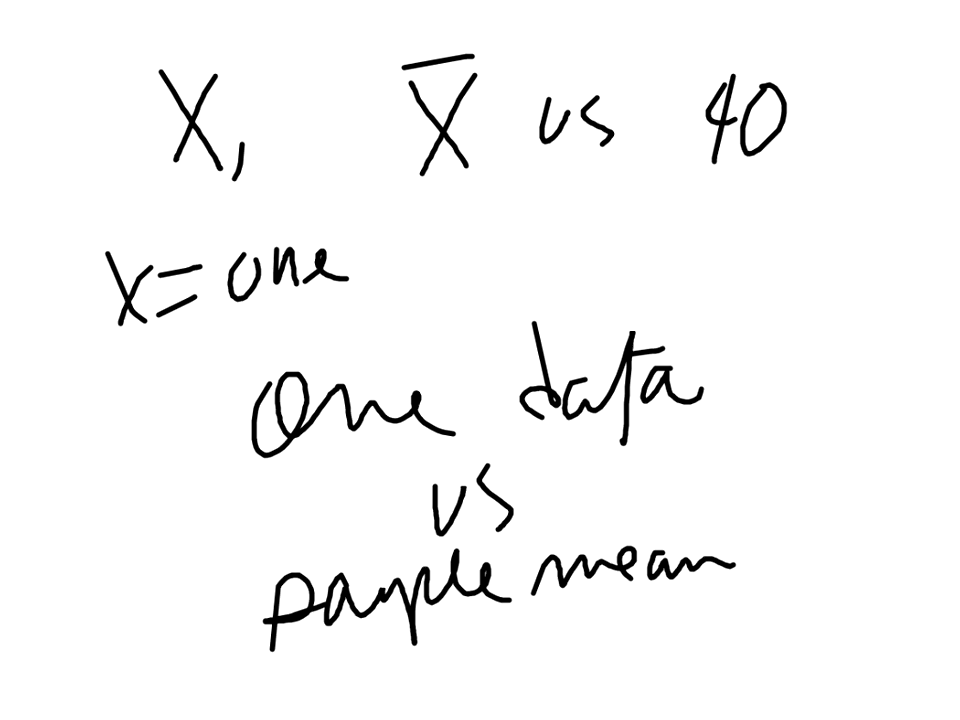 X, X̄ vs 40
x = one
One data
vs
sample mean